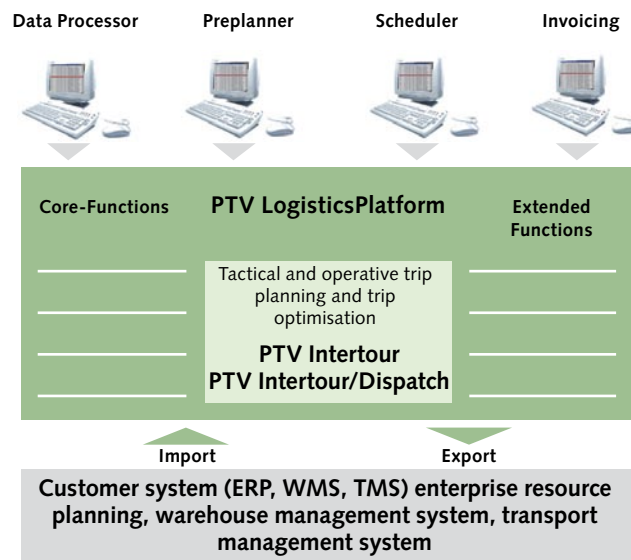 Data Processor
Preplanner
Scheduler
Invoicing
Core-Functions
PTV LogisticsPlatform
Extended
Functions
Tactical and operative trip
planning and trip
optimisation
PTV Intertour
PTV Intertour/Dispatch
Import
Export
Customer system (ERP, WMS, TMS) enterprise resource
planning, warehouse management system, transport
management system